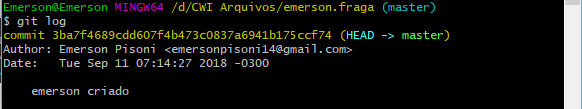 Emerson@Emerson MINGW64 /d/CWI Arquivos/emerson.fraga (master)
$ git log
commit 3ba7f4689cdd607f4b473c0837a6941b175ccf74 (HEAD -> master)
Author: Emerson Pisoni <emersonpisoni14@gmail.com>
Date:   Tue Sep 11 07:14:27 2018 -0300
    emerson criado